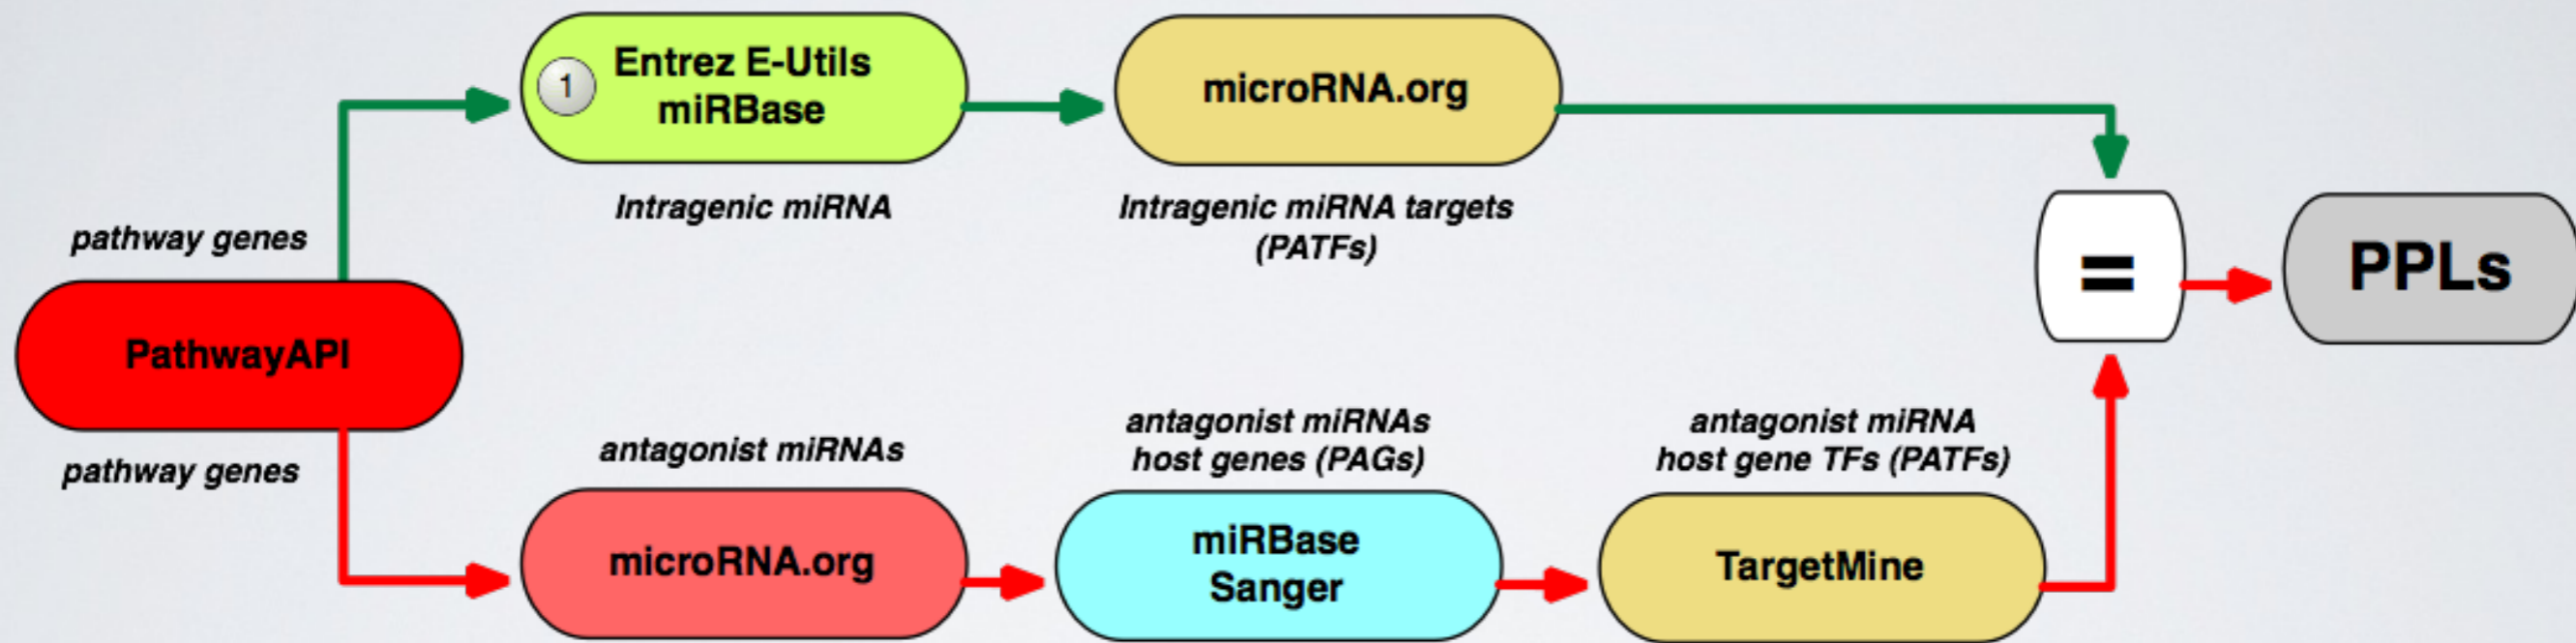 1
Entrez E-Utils
miRBase
microRNA.org
Intragenic miRNA
Intragenic miRNA targets
(PATFs)
pathway genes
PathwayAPI
pathway genes
=
PPLs
antagonist miRNAs
microRNA.org
antagonist miRNAs
host genes (PAGs)
miRBase
Sanger
antagonist miRNA
host gene TFs (PATFs)
TargetMine